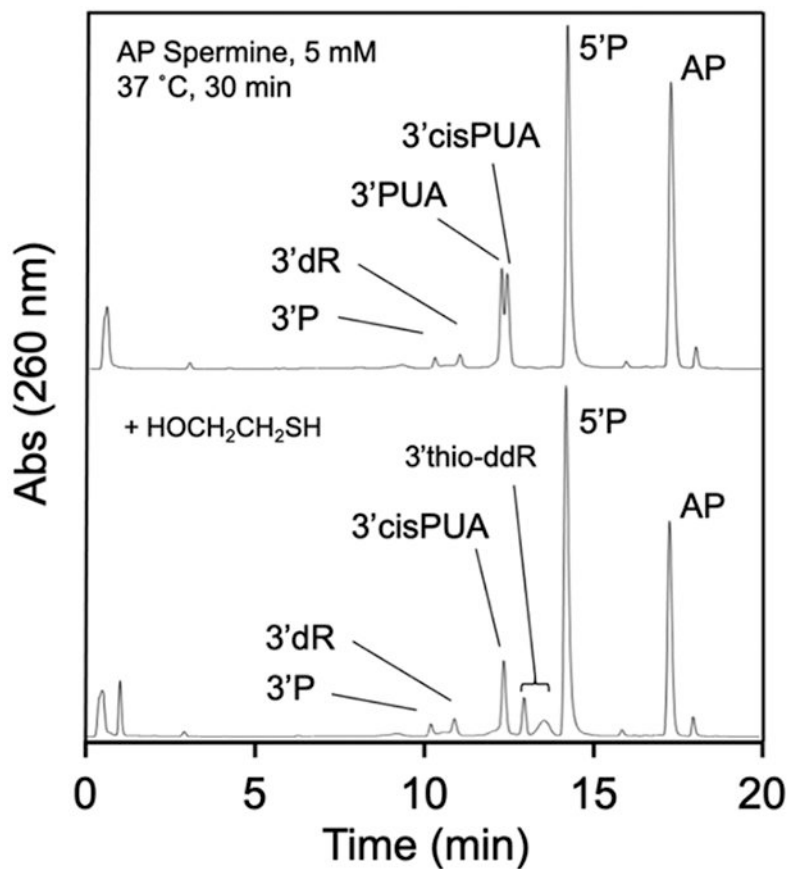 AP Spermine, 5 mM
37 ˚C, 30 min
5’P
AP
3’cisPUA
3’PUA
3’dR
3’P
+ HOCH₂CH₂SH
5’P
3’thio-ddR
AP
3’cisPUA
3’dR
3’P
Abs (260 nm)
0 5 10 15 20
Time (min)